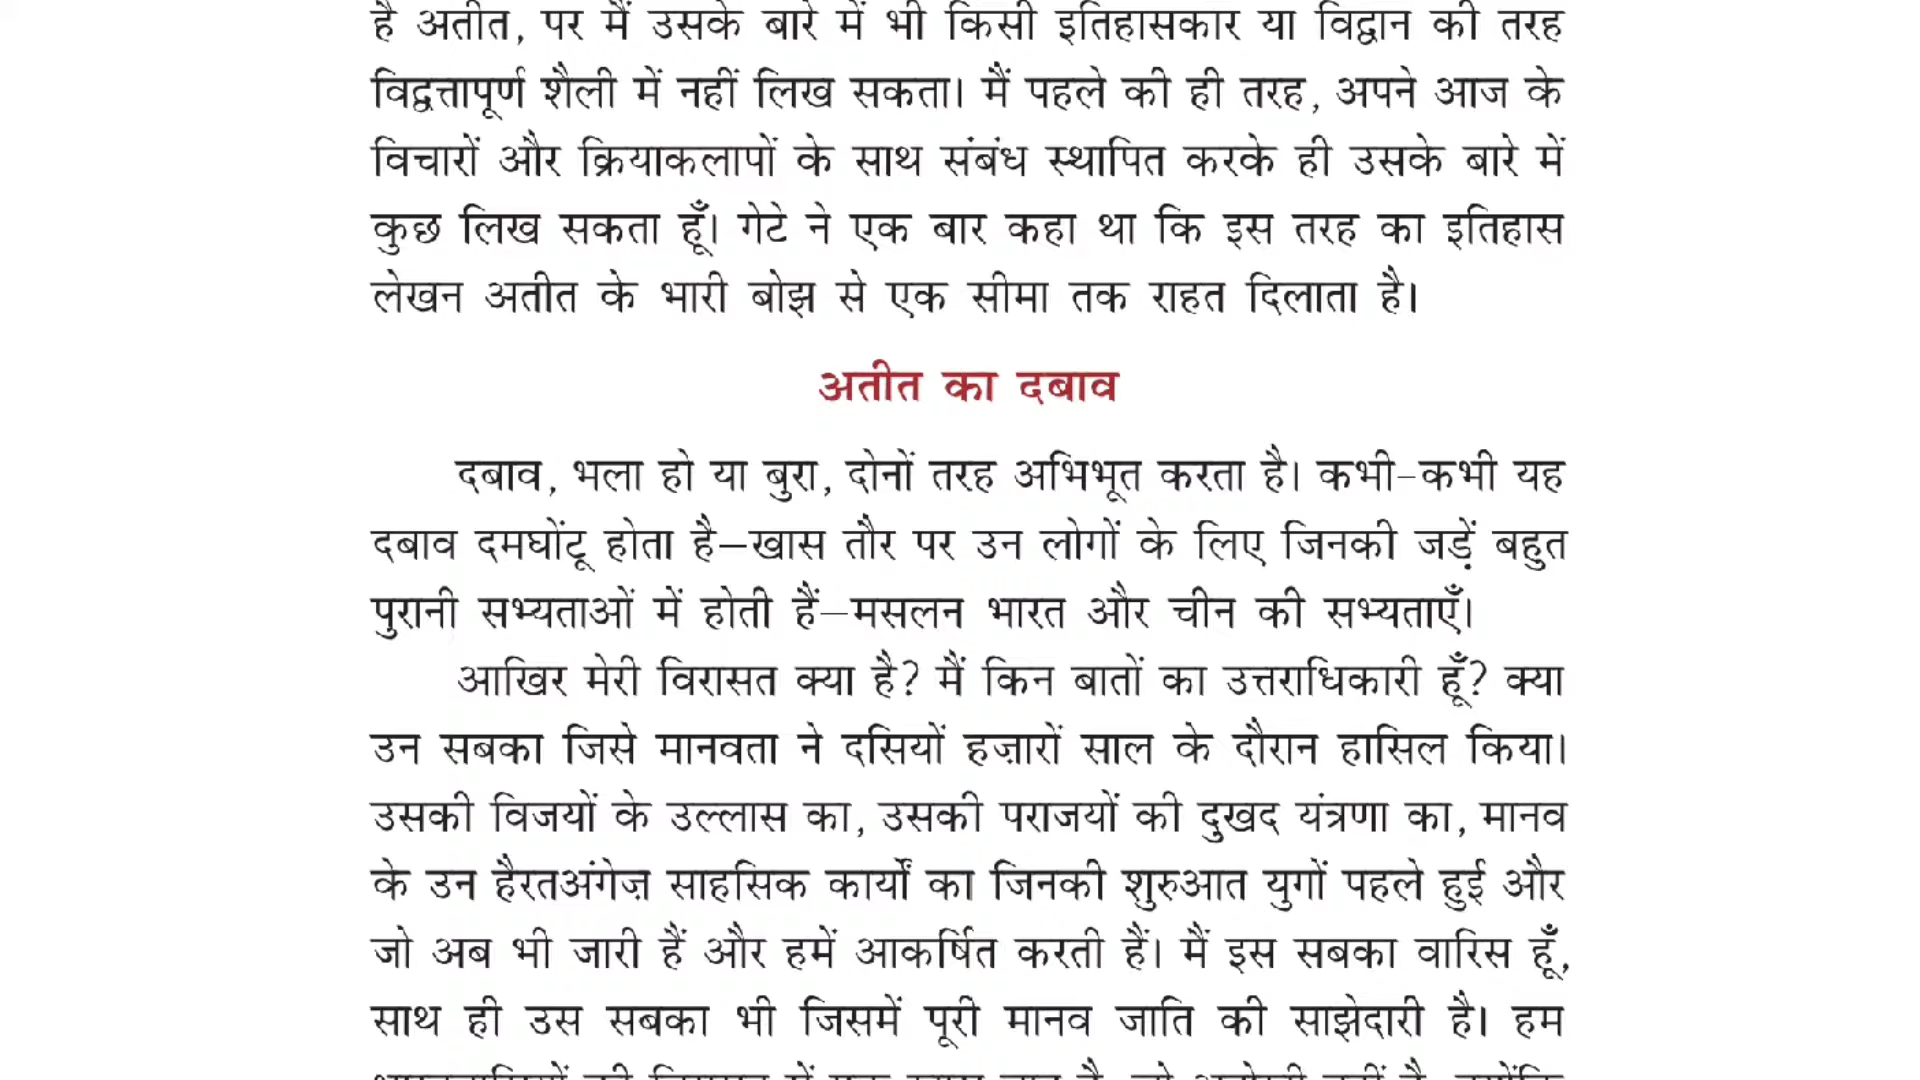 है अतीत, पर मैं उसके बारे में भी किसी इतिहासकार या विद्वान की तरह
विद्वत्तापूर्ण शैली में नहीं लिख सकता। मैं पहले की ही तरह, अपने आज के
विचारों और क्रियाकलापों के साथ संबंध स्थापित करके ही उसके बारे में
कुछ लिख सकता हूँ। गेटे ने एक बार कहा था कि इस तरह का इतिहास
लेखन अतीत के भारी बोझ से एक सीमा तक राहत दिलाता है।
अतीत का दबाव
दबाव, भला हो या बुरा, दोनों तरह अभिभूत करता है। कभी-कभी यह
दबाव दमघोंटू होता है—खास तौर पर उन लोगों के लिए जिनकी जड़ें बहुत
पुरानी सभ्यताओं में होती हैं—मसलन भारत और चीन की सभ्यताएँ।
आखिर मेरी विरासत क्या है? मैं किन बातों का उत्तराधिकारी हूँ? क्या
उन सबका जिसे मानवता ने दसियों हज़ारों साल के दौरान हासिल किया।
उसकी विजयों के उल्लास का, उसकी पराजयों की दुखद यंत्रणा का, मानव
के उन हैरतअंगेज़ साहसिक कार्यों का जिनकी शुरुआत युगों पहले हुई और
जो अब भी जारी हैं और हमें आकर्षित करती हैं। मैं इस सबका वारिस हूँ,
साथ ही उस सबका भी जिसमें पूरी मानव जाति की साझेदारी है। हम